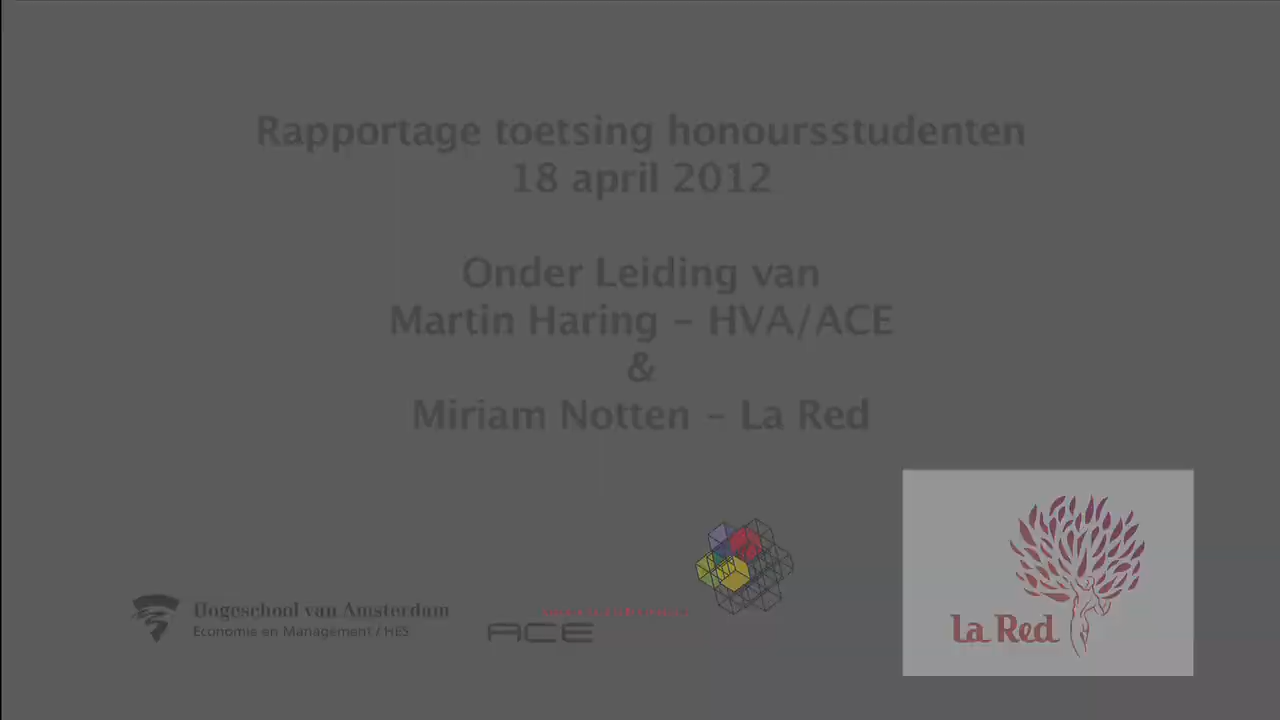 Rapportage toetsing honoursstudenten
18 april 2012
Onder Leiding van
Martin Haring - HVA/ACE
&
Miriam Notten - La Red
Hogeschool van Amsterdam
Economie en Management / HES
ACE
La Red